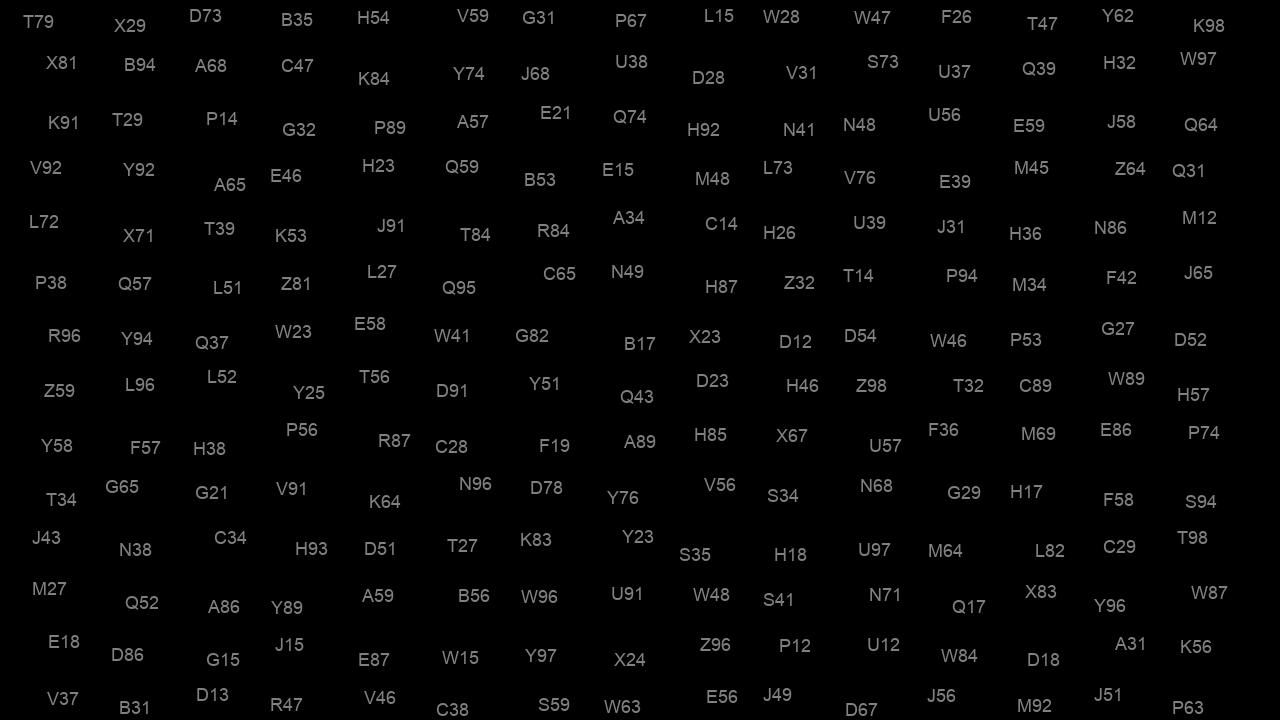 T79 X29 D73 B35 H54 V59 G31 P67 L15 W28 W47 F26 T47 Y62 K98
X81 B94 A68 C47 K84 Y74 J68 U38 D28 V31 S73 U37 Q39 H32 W97
K91 T29 P14 G32 P89 A57 E21 Q74 H92 N41 N48 U56 E59 J58 Q64
V92 Y92 A65 E46 H23 Q59 B53 E15 M48 L73 V76 E39 M45 Z64 Q31
L72 X71 T39 K53 J91 T84 R84 A34 C14 H26 U39 J31 H36 N86 M12
P38 Q57 L51 Z81 L27 Q95 C65 N49 H87 Z32 T14 P94 M34 F42 J65
R96 Y94 Q37 W23 E58 W41 G82 B17 X23 D12 D54 W46 P53 G27 D52
Z59 L96 L52 Y25 T56 D91 Y51 Q43 D23 H46 Z98 T32 C89 W89 H57
Y58 F57 H38 P56 R87 C28 F19 A89 H85 X67 U57 F36 M69 E86 P74
T34 G65 G21 V91 K64 N96 D78 Y76 V56 S34 N68 G29 H17 F58 S94
J43 N38 C34 H93 D51 T27 K83 Y23 S35 H18 U97 M64 L82 C29 T98
M27 Q52 A86 Y89 A59 B56 W96 U91 W48 S41 N71 Q17 X83 Y96 W87
E18 D86 G15 J15 E87 W15 Y97 X24 Z96 P12 U12 W84 D18 A31 K56
V37 B31 D13 R47 V46 C38 S59 W63 E56 J49 D67 J56 M92 J51 P63